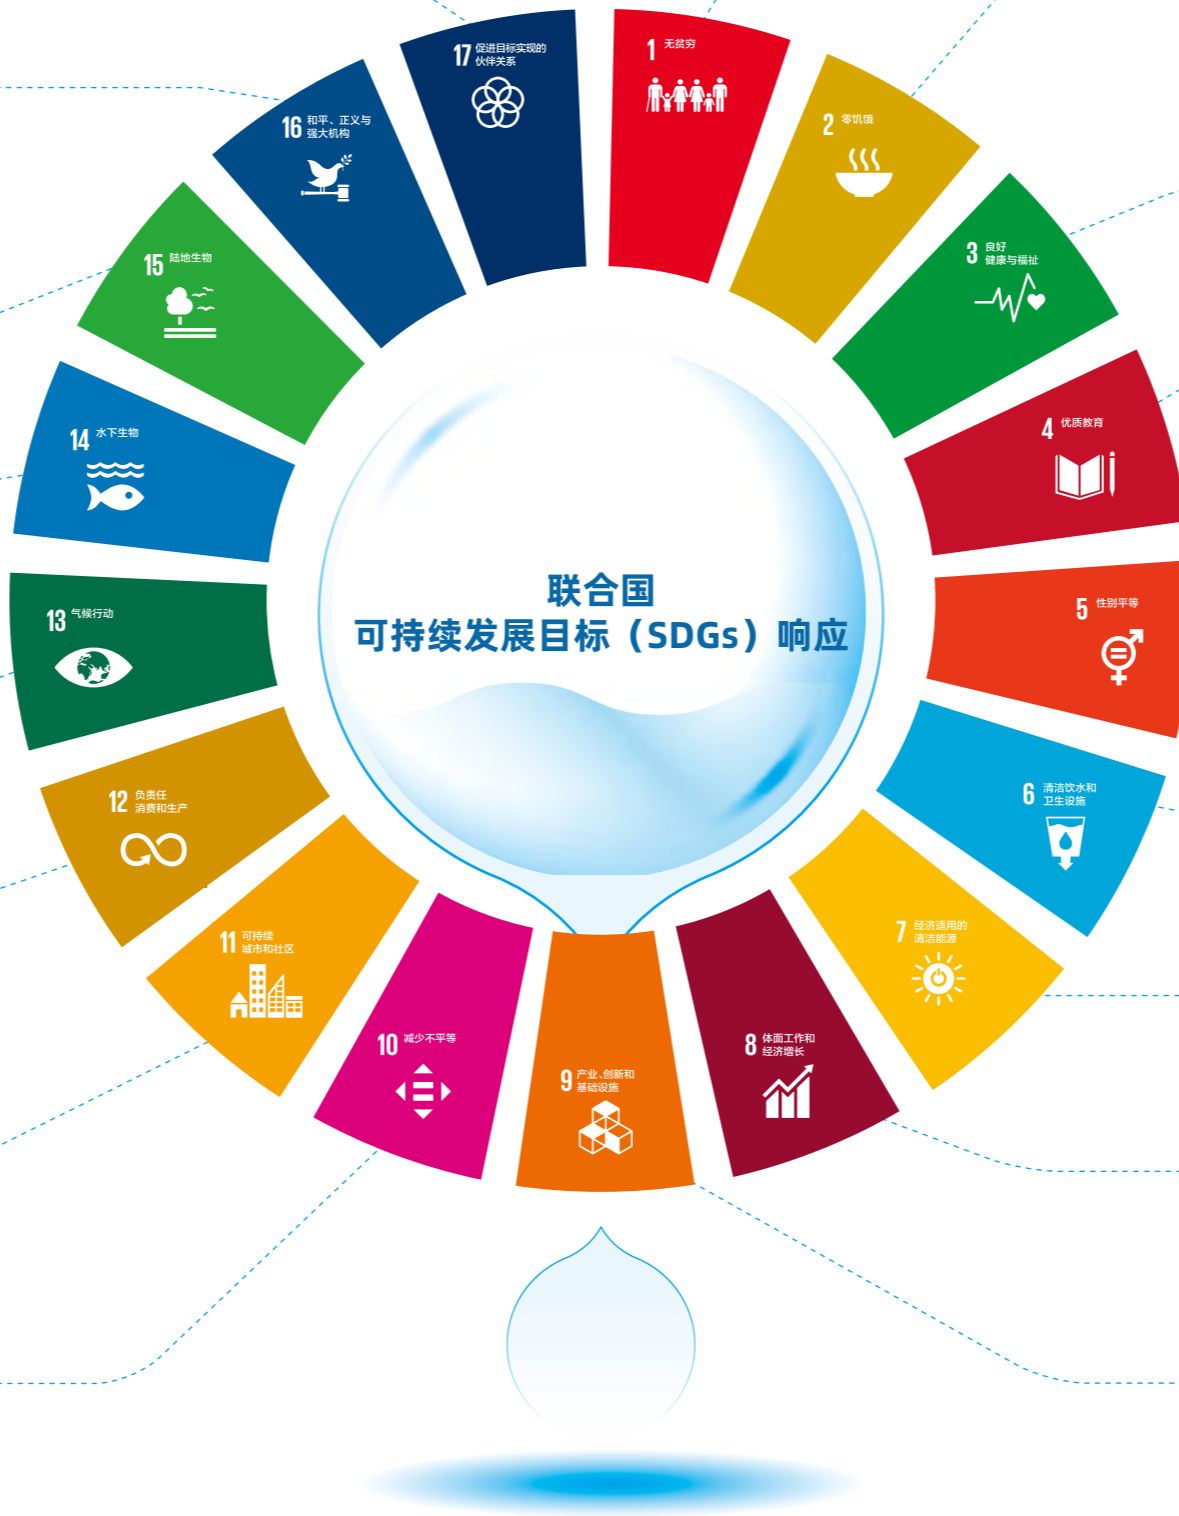 联合国
可持续发展目标（SDGs）响应
1 无贫穷
2 零饥饿
3 良好
健康与福祉
4 优质教育
5 性别平等
6 清洁饮水和
卫生设施
7 经济适用的
清洁能源
8 体面工作和
经济增长
9 产业、创新和
基础设施
10 减少不平等
11 可持续
城市和社区
12 负责任
消费和生产
13 气候行动
14 水下生物
15 陆地生物
16 和平、正义与
强大机构
17 促进目标实现的
伙伴关系